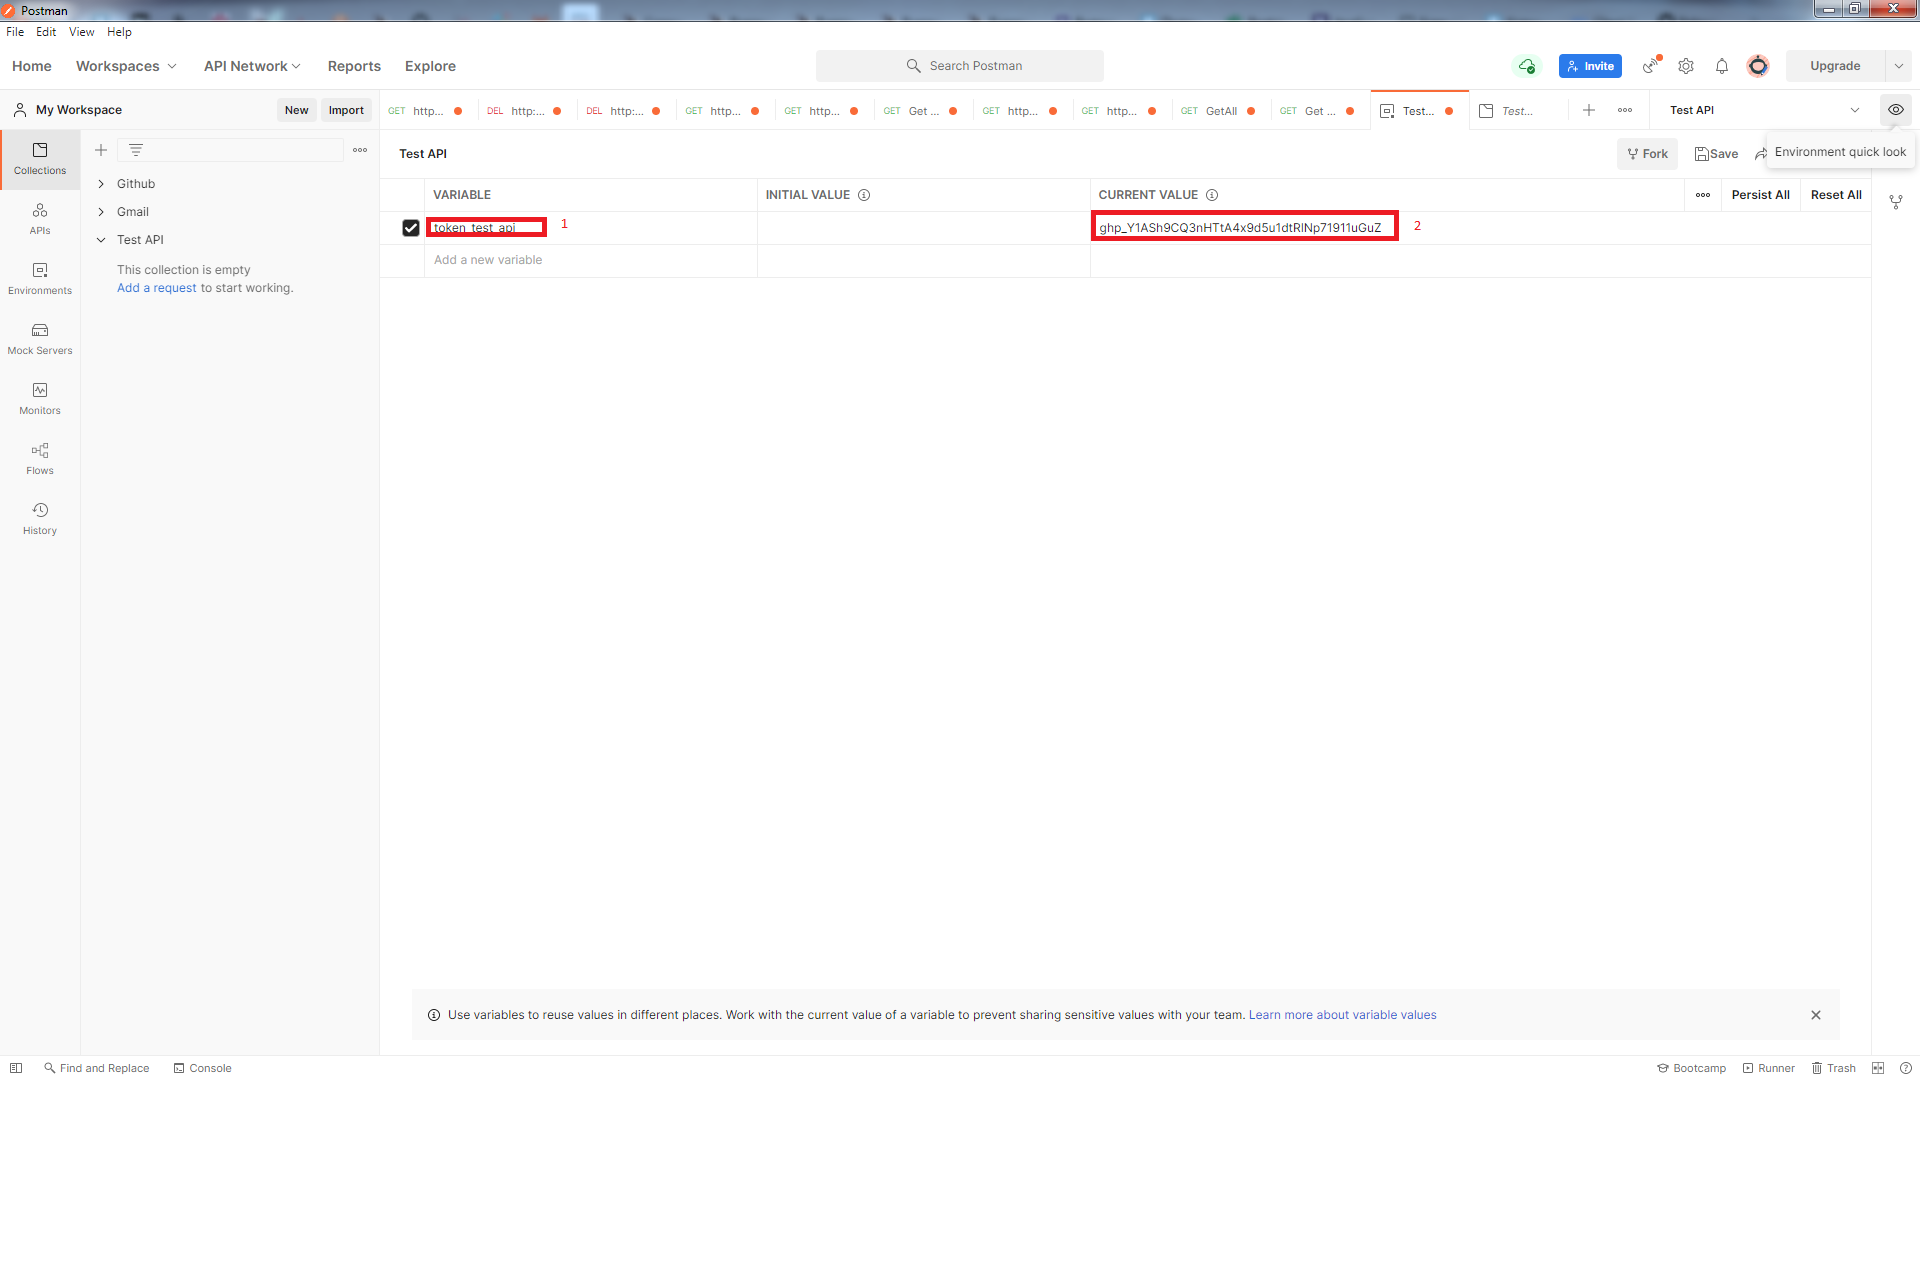 Postman
File Edit View Help
Home Workspaces API Network Reports Explore Search Postman Invite Upgrade
My Workspace New Import GET http... DEL http:... DEL http:... GET http... GET http... GET Get ... GET http... GET http... GET GetAll GET Get ... Test... Test... Test API
Collections
APIs
Environments
Mock Servers
Monitors
Flows
History
Github
Gmail
Test API
This collection is empty
Add a request to start working.
Test API Fork Save Environment quick look
VARIABLE INITIAL VALUE CURRENT VALUE Persist All Reset All
token_test_api 1 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 2
Add a new variable
Use variables to reuse values in different places. Work with the current value of a variable to prevent sharing sensitive values with your team. Learn more about variable values
Find and Replace Console Bootcamp Runner Trash